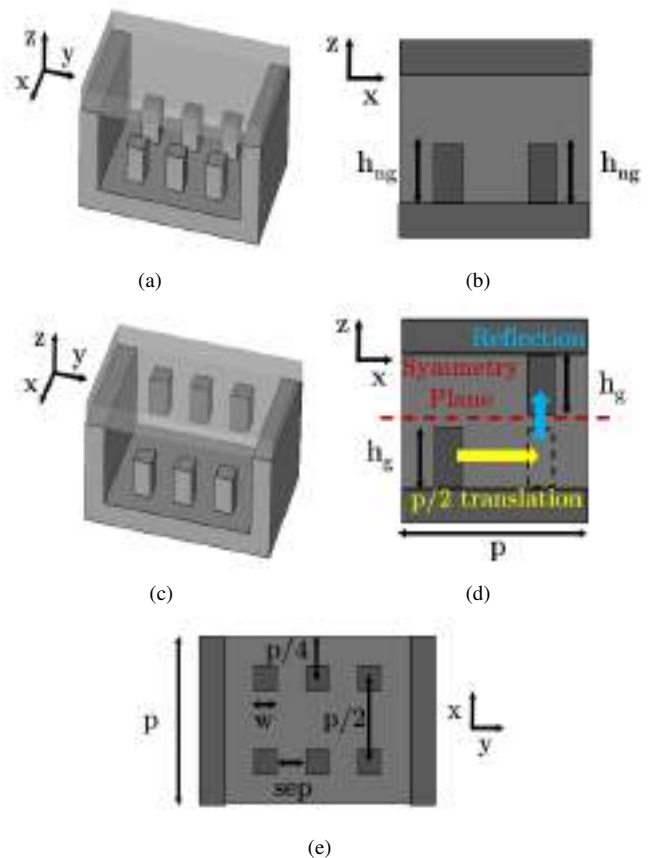 z
y
x
(a)
z
x
h_ng
h_ng
(b)
z
y
x
(c)
z
x
Reflection
Symmetry
Plane
h_g
h_g
p/2 translation
p
(d)
p
p/4
w
p/2
sep
x
y
(e)